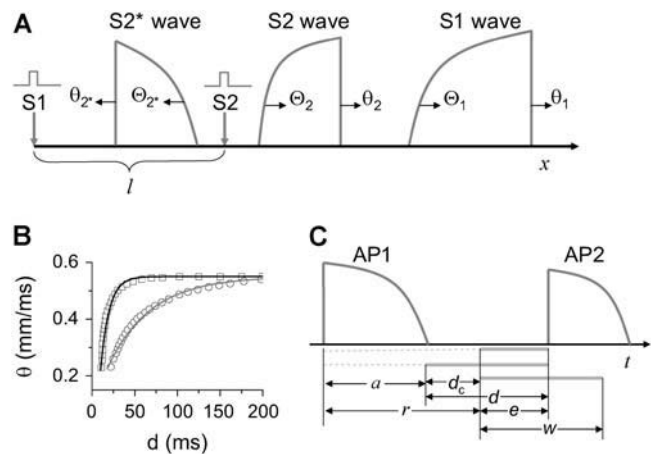 A
S2* wave
S2 wave
S1 wave
S1
θ2*
Θ2*
S2
Θ2
θ2
Θ1
θ1
l
x
B
θ (mm/ms)
0.6
0.4
0.2
0 50 100 150 200
d (ms)
C
AP1
AP2
t
a
dc
d
r
e
w